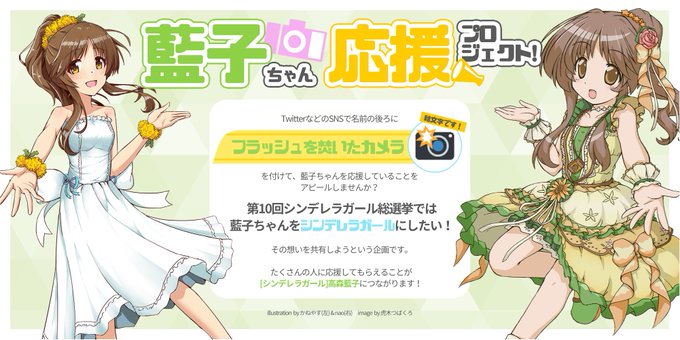 藍子ちゃん応援プロジェクト!
TwitterなどのSNSで名前の後ろに
絵文字です!
フラッシュを焚いたカメラ
を付けて、藍子ちゃんを応援していることを
アピールしませんか?
第10回シンデレラガール総選挙では
藍子ちゃんをシンデレラガールにしたい!
その想いを共有しようという企画です。
たくさんの人に応援してもらえることが
[シンデレラガール]高森藍子につながります!
illustration by かねやす(左) & nao(右) image by 虎木つばくろ